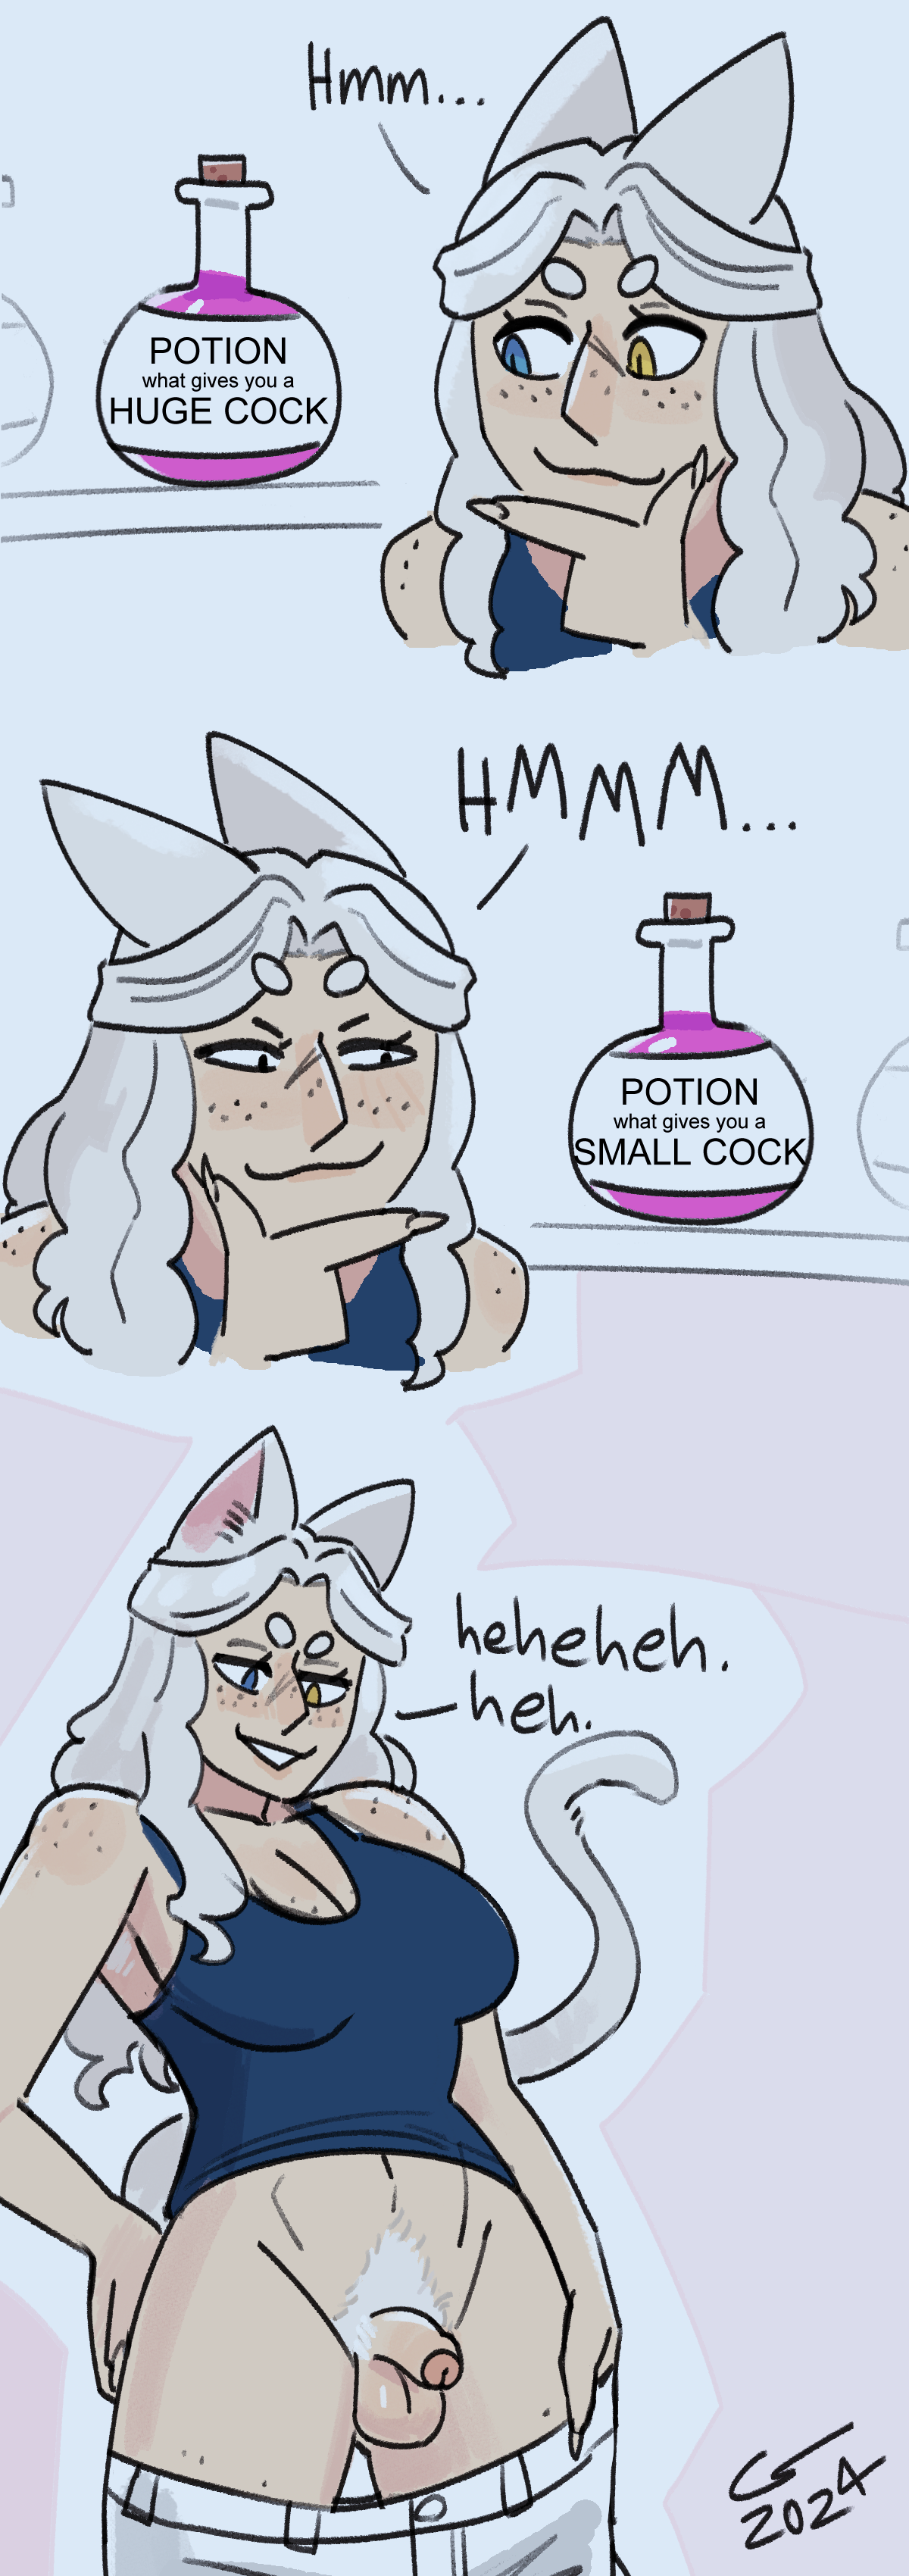 Hmm...
POTION
what gives you a
HUGE COCK
HMMM...
POTION
what gives you a
SMALL COCK
heheheh.
heh.
2024